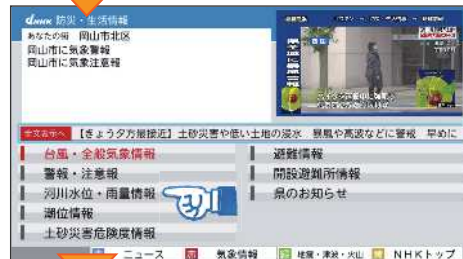 dNHK 防災・生活情報
あなたの街 岡山市北区
岡山市に気象警報
岡山市に気象注意報
全文表示へ 【きょう夕方最接近】土砂災害や低い土地の浸水 暴風や高波などに警戒 早めに
台風・全般気象情報
警報・注意報
河川水位・雨量情報
潮位情報
土砂災害危険度情報
避難情報
開設避難所情報
県のお知らせ
青 ニュース 赤 気象情報 緑 地震・津波・火山 黄 NHKトップ